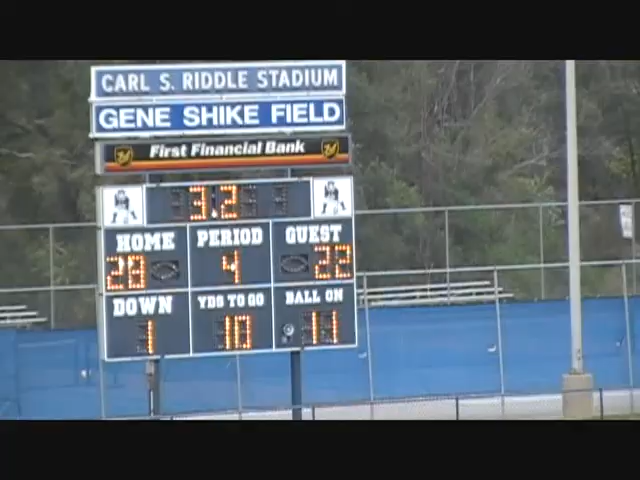 CARL S. RIDDLE STADIUM
GENE SHIKE FIELD
First Financial Bank
3.2
HOME PERIOD GUEST
28 4 22
DOWN YDS TO GO BALL ON
1 10 11